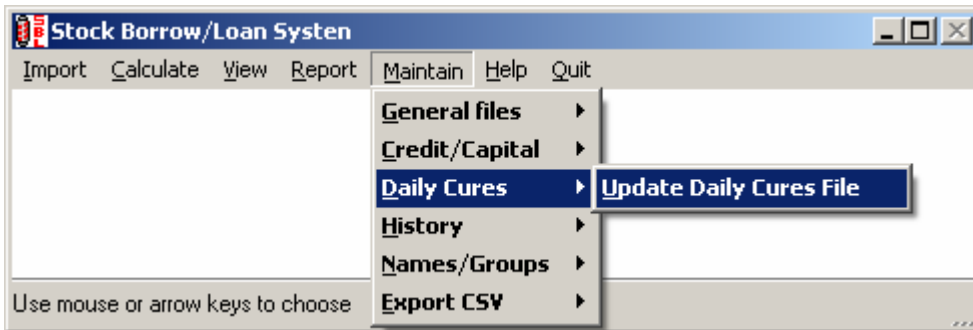 SBL
Stock Borrow/Loan Systen
Import Calculate View Report Maintain Help Quit
General files
Credit/Capital
Daily Cures Update Daily Cures File
History
Names/Groups
Export CSV
Use mouse or arrow keys to choose